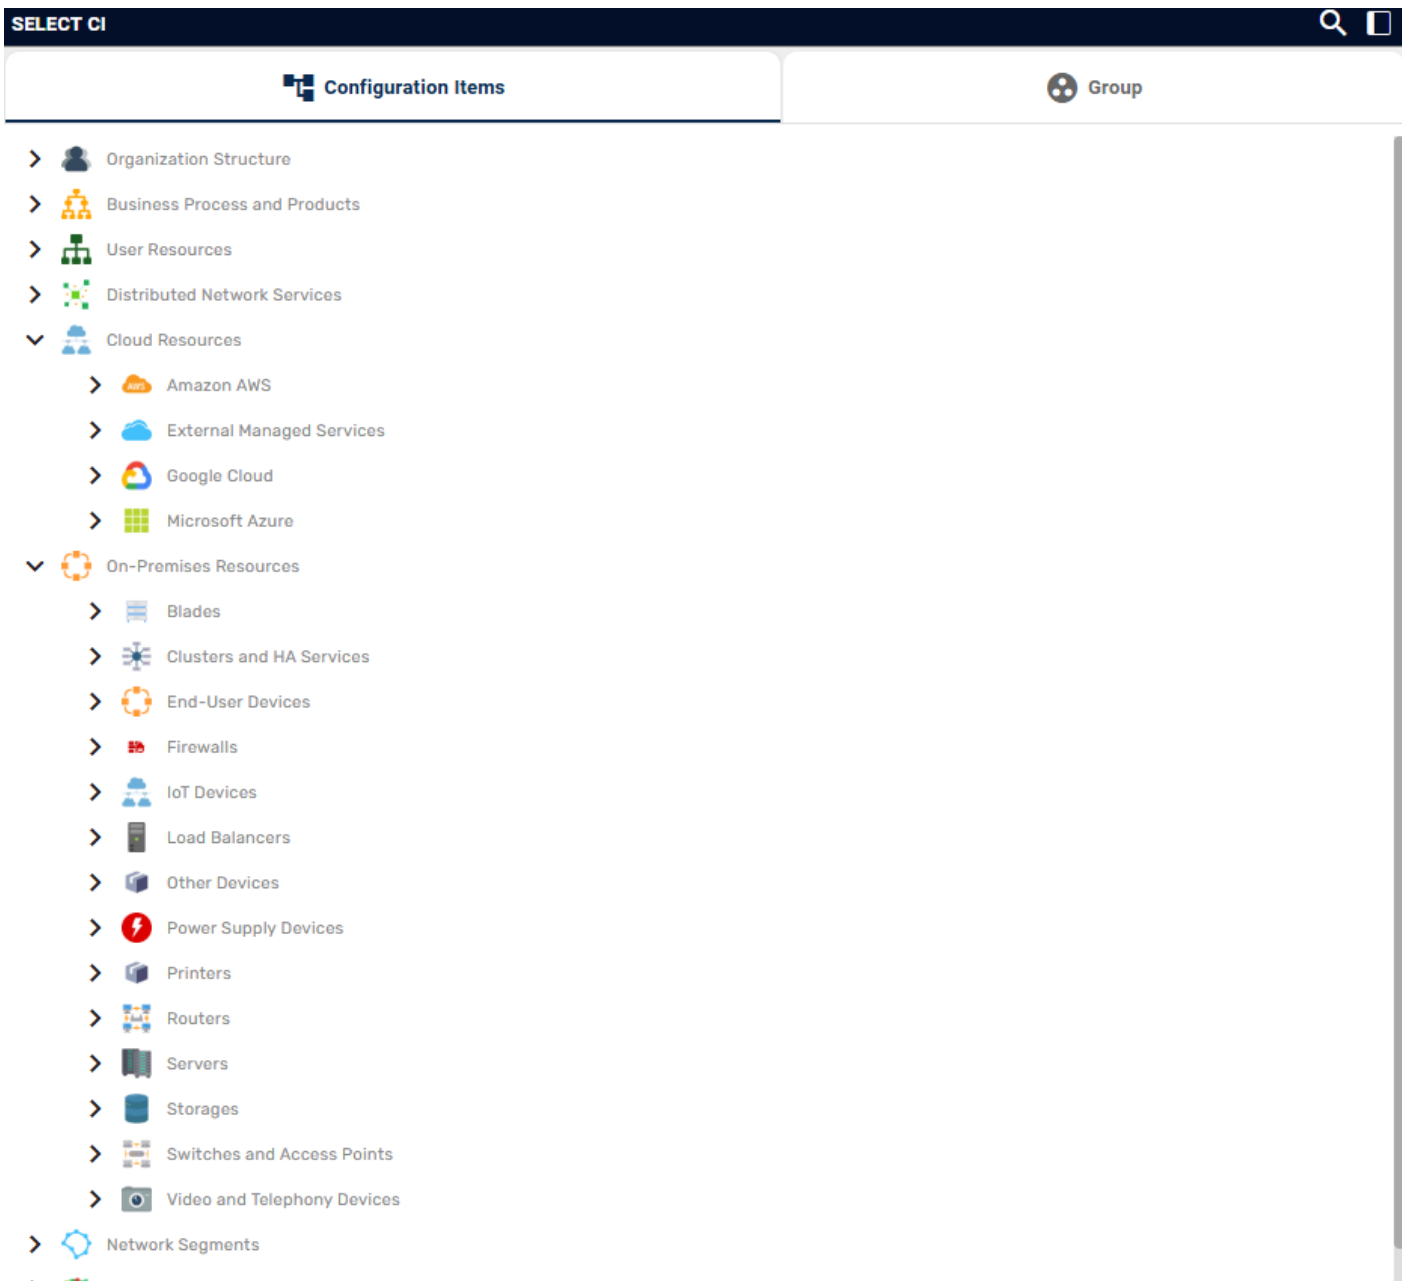 SELECT CI
Configuration Items
Group
Organization Structure
Business Process and Products
User Resources
Distributed Network Services
Cloud Resources
AWS
Amazon AWS
External Managed Services
Google Cloud
Microsoft Azure
On-Premises Resources
Blades
Clusters and HA Services
End-User Devices
Firewalls
IoT Devices
Load Balancers
Other Devices
Power Supply Devices
Printers
Routers
Servers
Storages
Switches and Access Points
Video and Telephony Devices
Network Segments